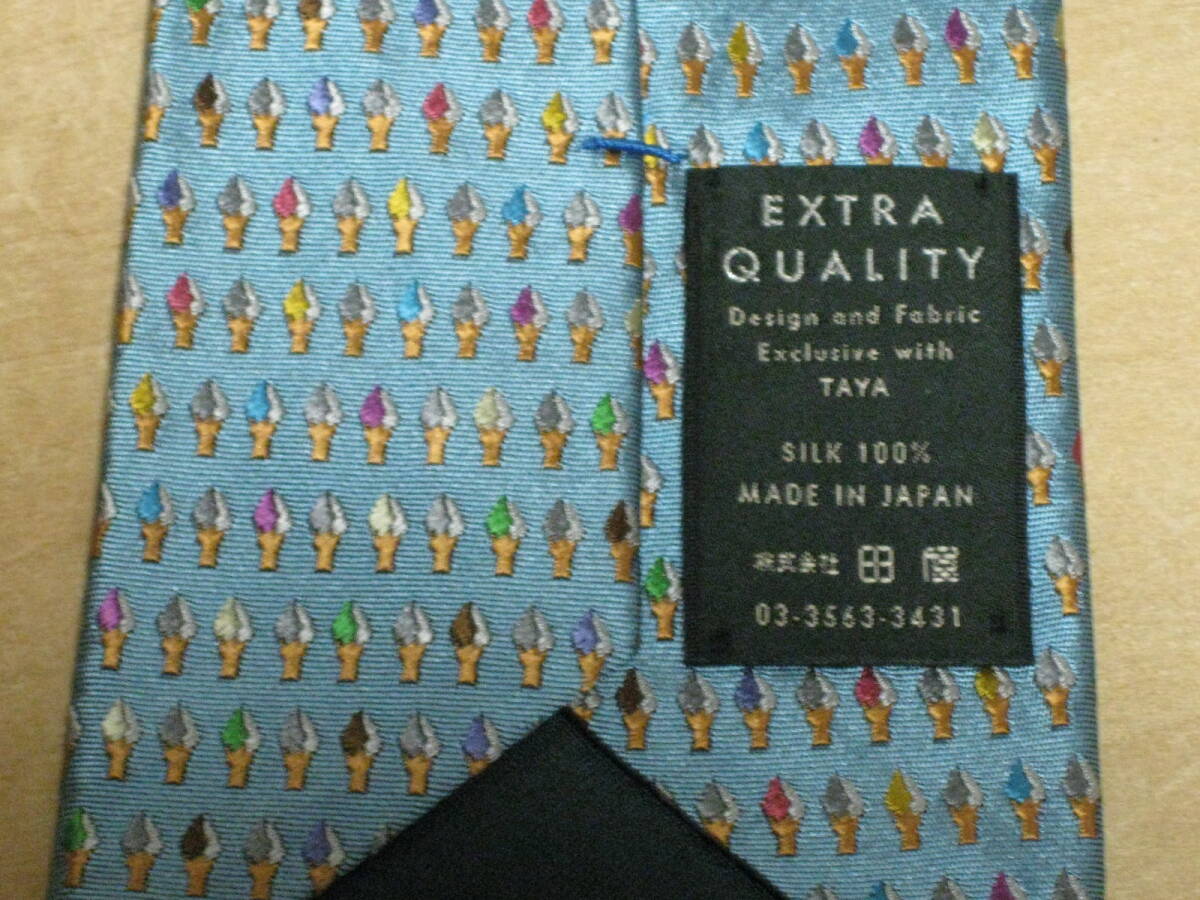 EXTRA
QUALITY
Design and Fabric
Exclusive with
TAYA
SILK 100%
MADE IN JAPAN
株式会社 田屋
03-3563-3431